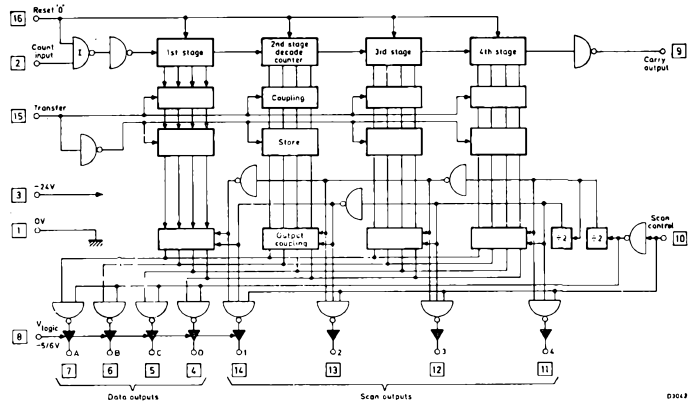 16 Reset "0"
2 Count input
I
1st stage
2nd stage decade counter
3rd stage
4th stage
9
Carry output
Coupling
15 Transfer
Store
3 -24V
1 0V
Output coupling
÷2
÷2
Scan control
10
8 V logic -5/6V
A
B
C
D
1
2
3
4
7
6
5
4
14
13
12
11
Data outputs
Scan outputs